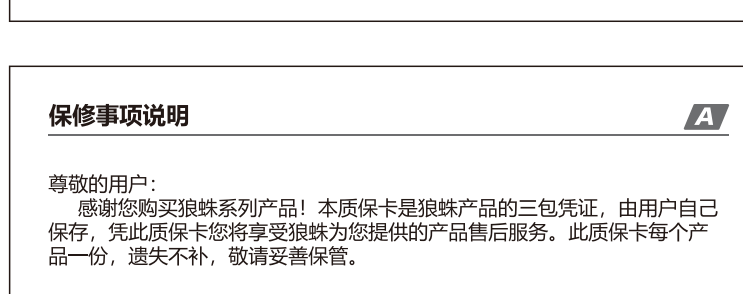 保修事项说明
A
尊敬的用户：
感谢您购买狼蛛系列产品！本质保卡是狼蛛产品的三包凭证，由用户自己
保存，凭此质保卡您将享受狼蛛为您提供的产品售后服务。此质保卡每个产
品一份，遗失不补，敬请妥善保管。